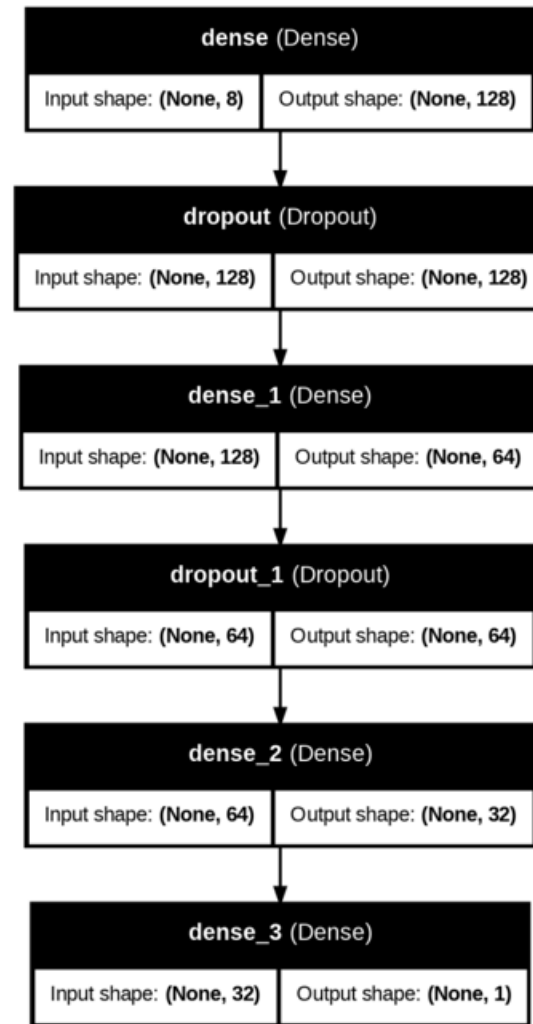 dense (Dense)
Input shape: (None, 8) Output shape: (None, 128)
dropout (Dropout)
Input shape: (None, 128) Output shape: (None, 128)
dense_1 (Dense)
Input shape: (None, 128) Output shape: (None, 64)
dropout_1 (Dropout)
Input shape: (None, 64) Output shape: (None, 64)
dense_2 (Dense)
Input shape: (None, 64) Output shape: (None, 32)
dense_3 (Dense)
Input shape: (None, 32) Output shape: (None, 1)